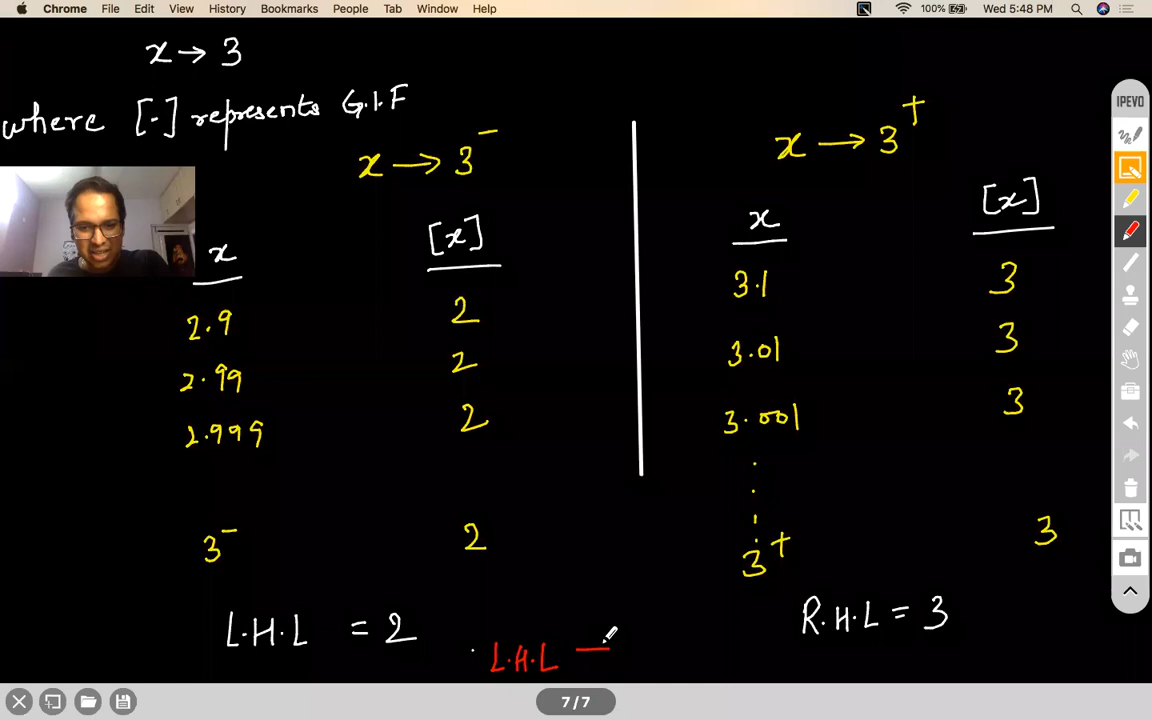 Chrome File Edit View History Bookmarks People Tab Window Help 100% Wed 5:48 PM
x → 3
where [·] represents G.I.F
IPEVO
x → 3⁻
x → 3⁺
x [x]
2.9 2
2.99 2
2.999 2
3⁻ 2
L.H.L = 2
x [x]
3.1 3
3.01 3
3.001 3
3⁺ 3
R.H.L = 3
L.H.L —
7/7